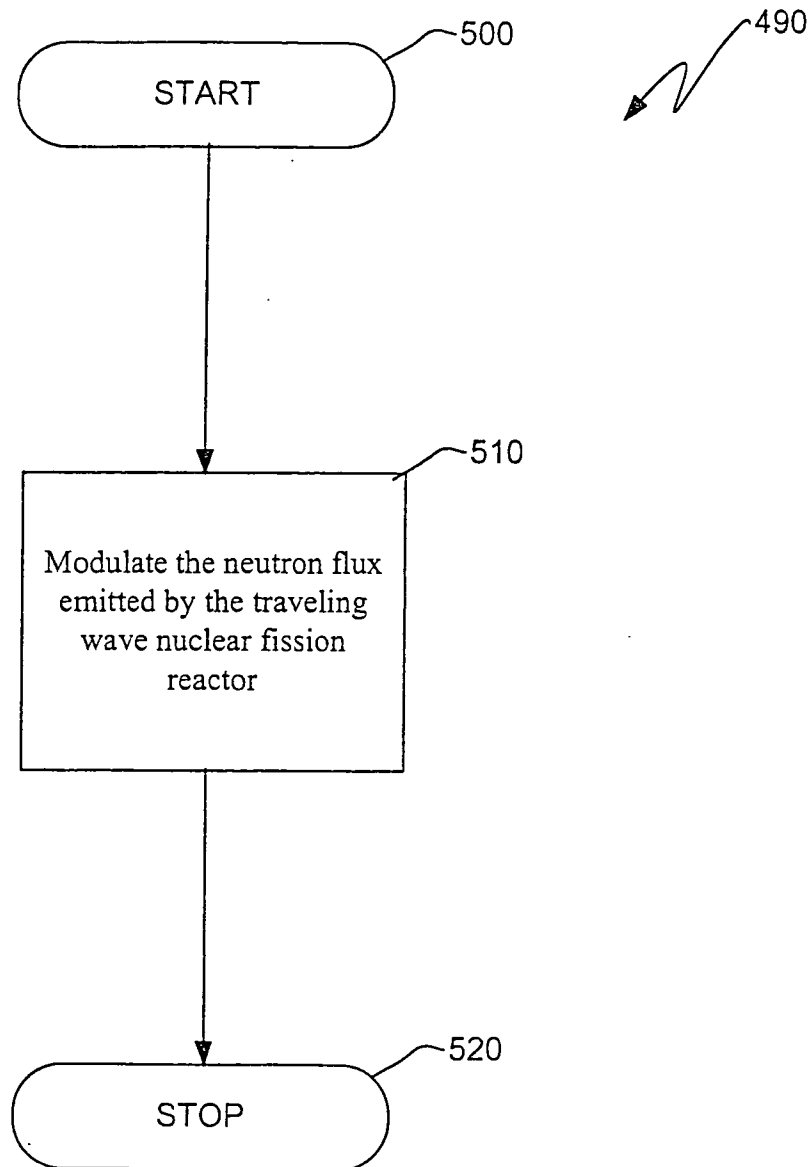 490
500
START
510
Modulate the neutron flux
emitted by the traveling
wave nuclear fission
reactor
520
STOP